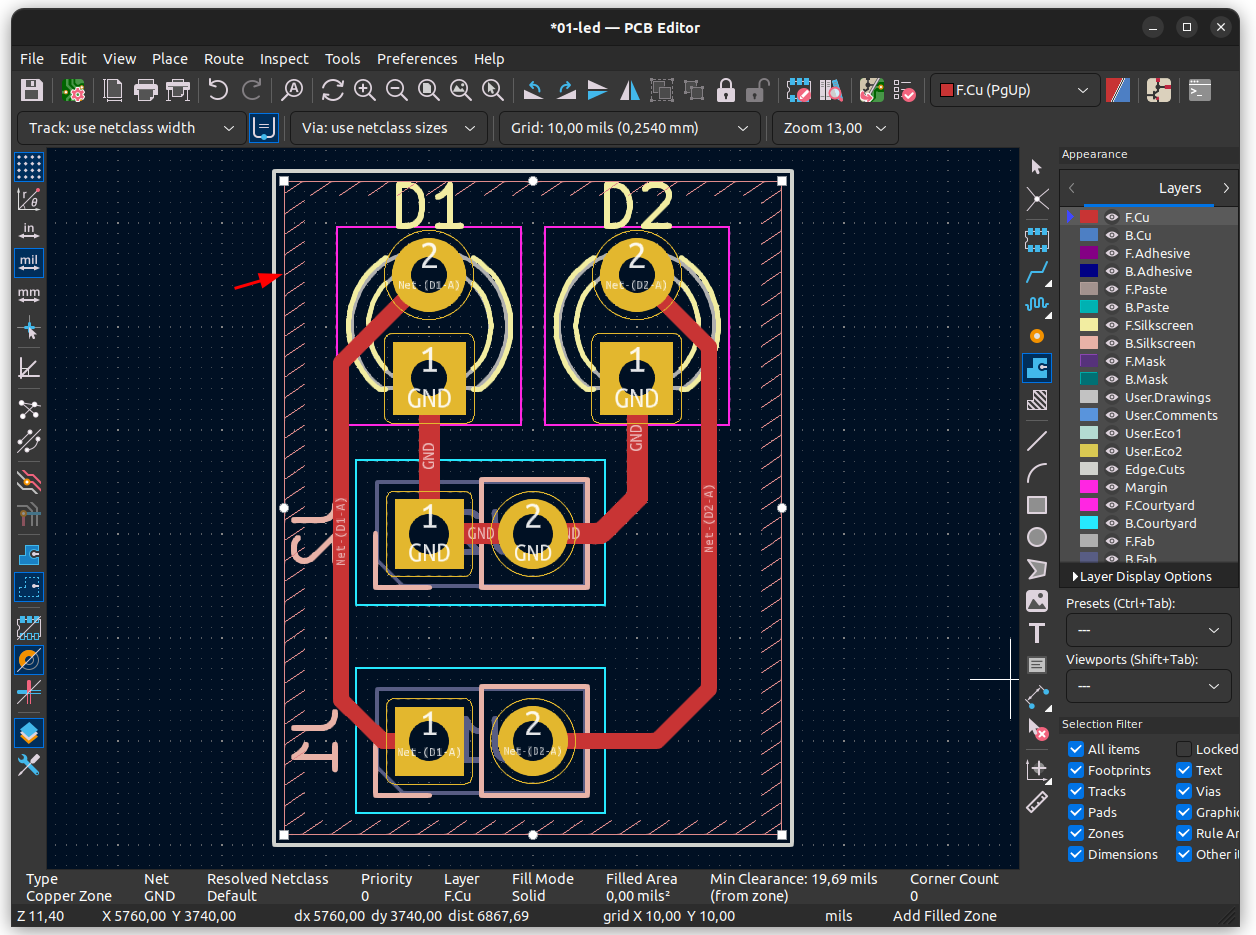 *01-led — PCB Editor
File Edit View Place Route Inspect Tools Preferences Help
F.Cu (PgUp)
Track: use netclass width Via: use netclass sizes Grid: 10,00 mils (0,2540 mm) Zoom 13,00
in
mil
mm
D1 D2
2 2
Net-(D1-A) Net-(D2-A)
1 1
GND GND
GND GND
Net-(D1-A) Net-(D2-A)
1 2
GND
GND GND
J1
1 2
Net-(D1-A) Net-(D2-A)
Appearance
Layers
F.Cu
B.Cu
F.Adhesive
B.Adhesive
F.Paste
B.Paste
F.Silkscreen
B.Silkscreen
F.Mask
B.Mask
User.Drawings
User.Comments
User.Eco1
User.Eco2
Edge.Cuts
Margin
F.Courtyard
B.Courtyard
F.Fab
B.Fab
Layer Display Options
Presets (Ctrl+Tab):
---
Viewports (Shift+Tab):
---
Selection Filter
All items Locked
Footprints Text
Tracks Vias
Pads Graphic
Zones Rule Ar
Dimensions Other it
Type Net Resolved Netclass Priority Layer Fill Mode Filled Area Min Clearance: 19,69 mils Corner Count
Copper Zone GND Default 0 F.Cu Solid 0,00 mils² (from zone) 0
Z 11,40 X 5760,00 Y 3740,00 dx 5760,00 dy 3740,00 dist 6867,69 grid X 10,00 Y 10,00 mils Add Filled Zone